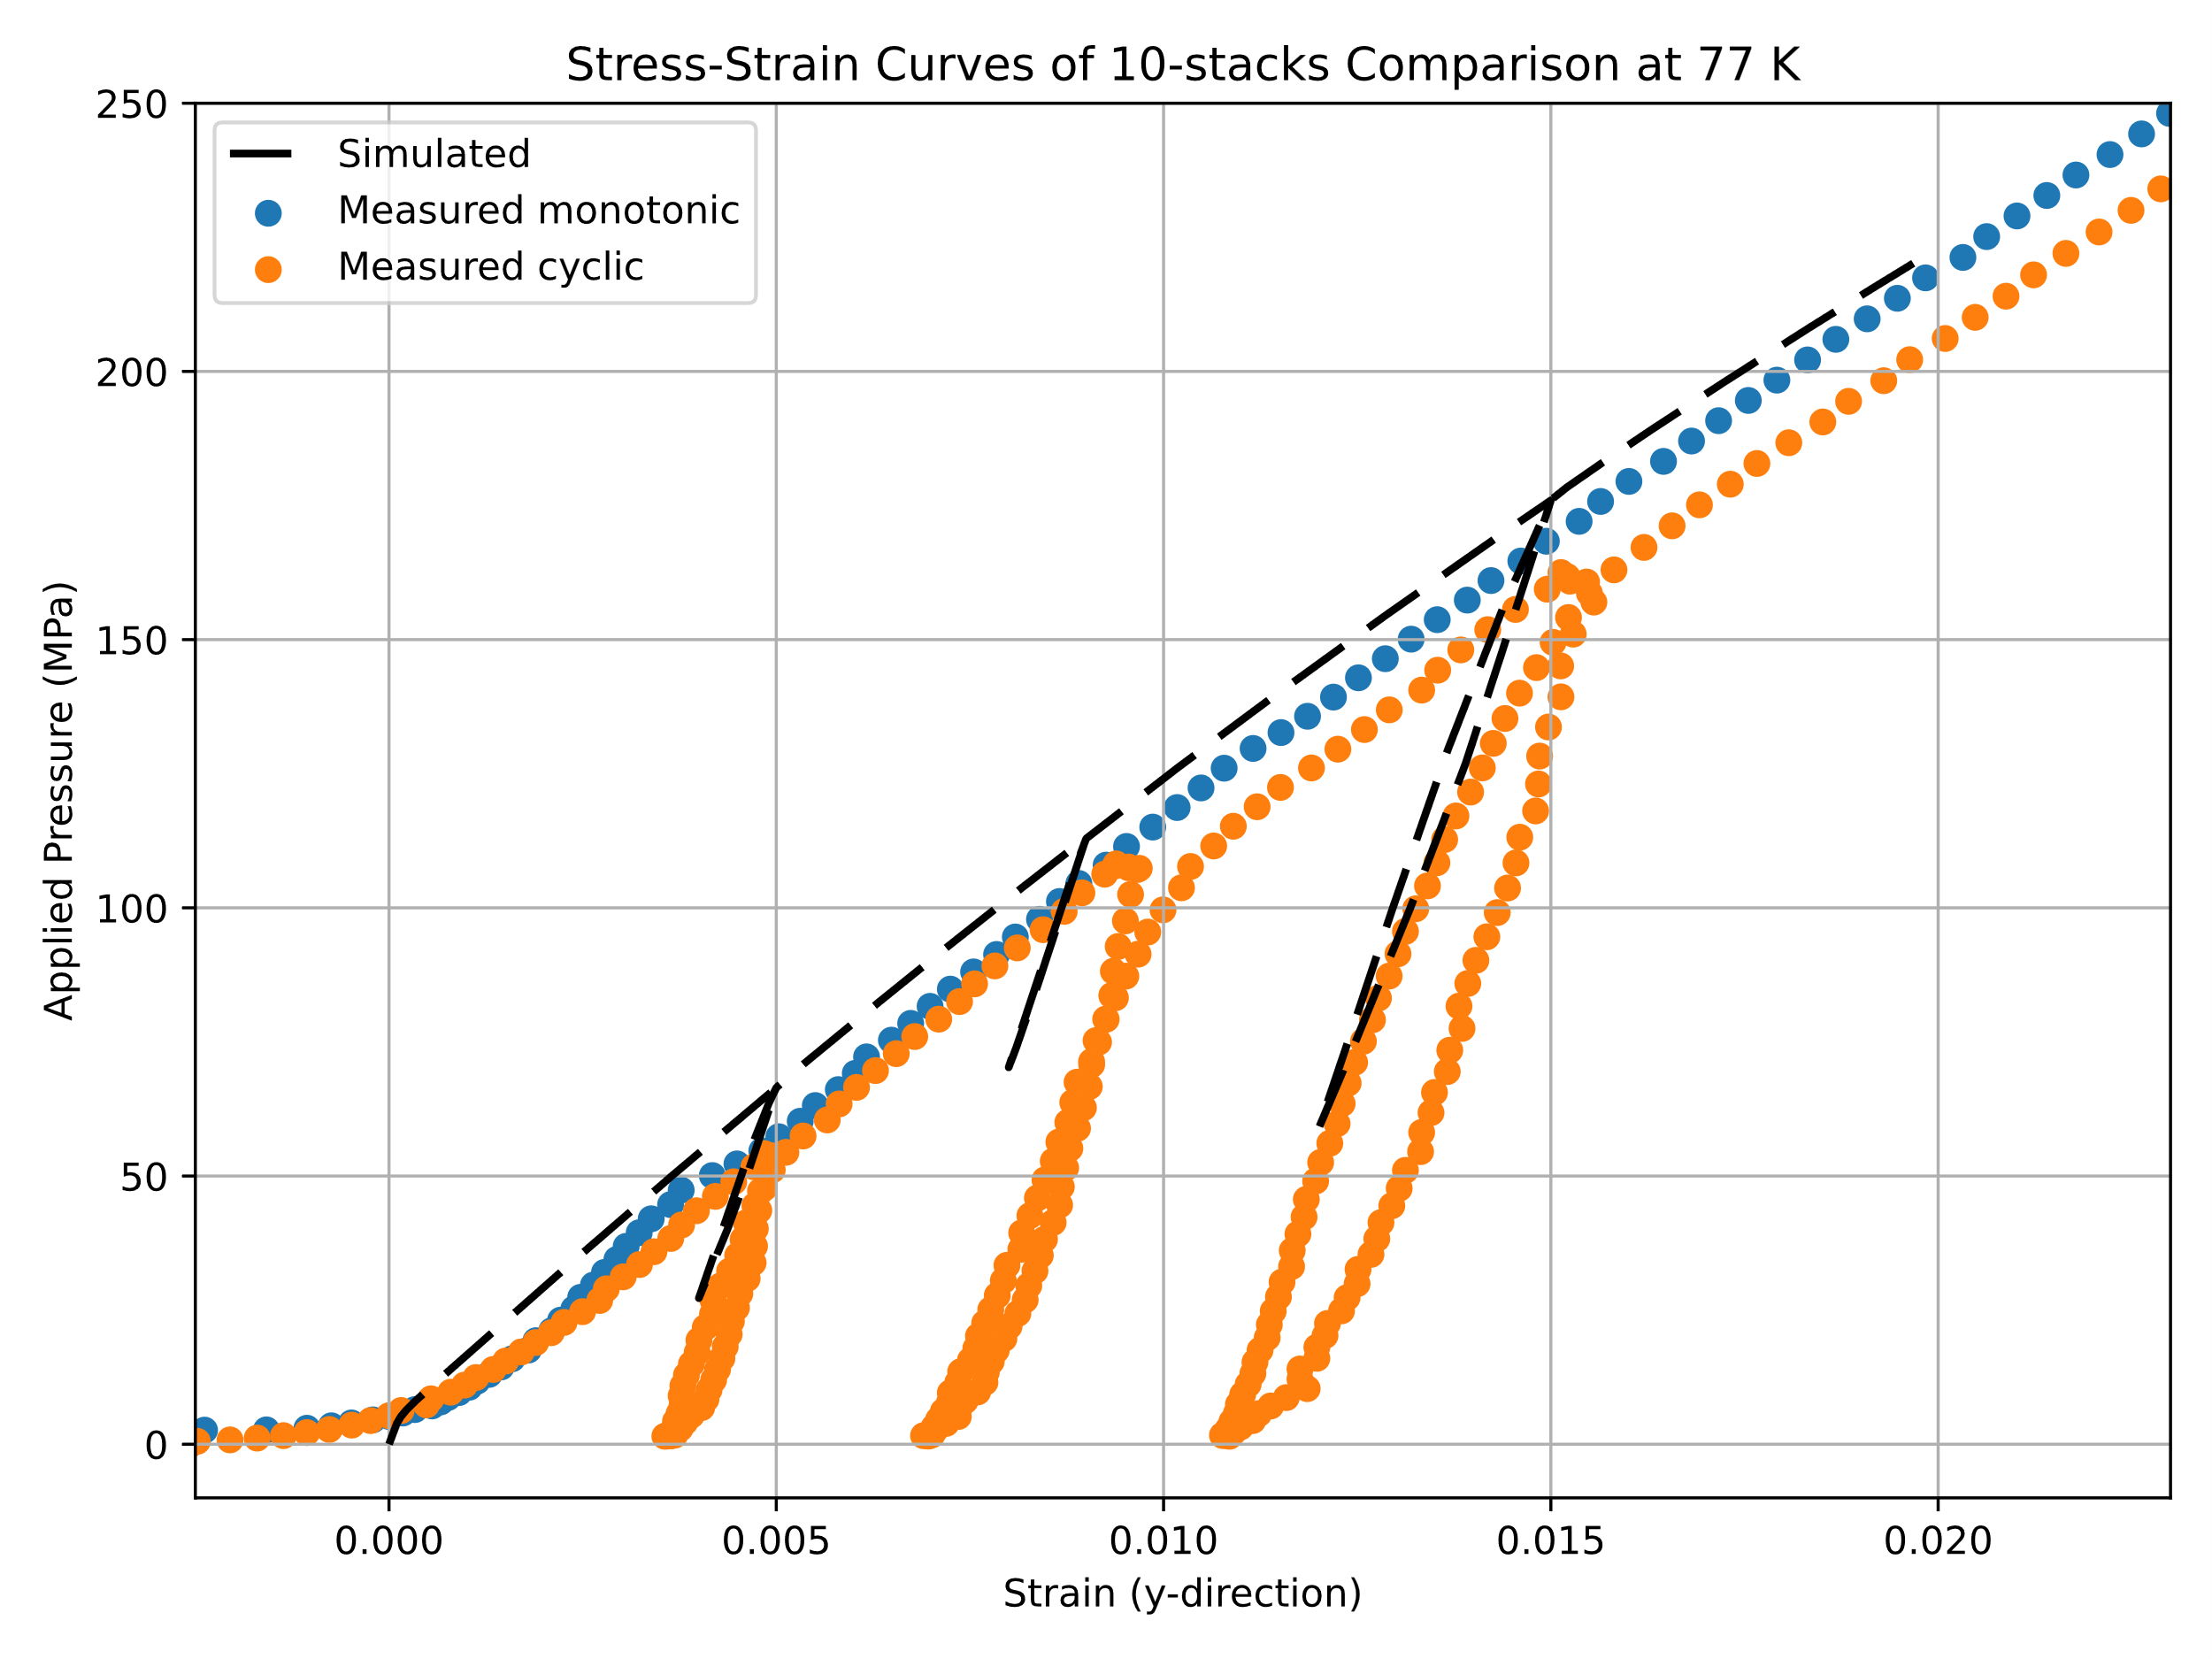 Stress-Strain Curves of 10-stacks Comparison at 77 K
Simulated
Measured monotonic
Measured cyclic
Applied Pressure (MPa)
250
200
150
100
50
0
0.000 0.005 0.010 0.015 0.020
Strain (y-direction)